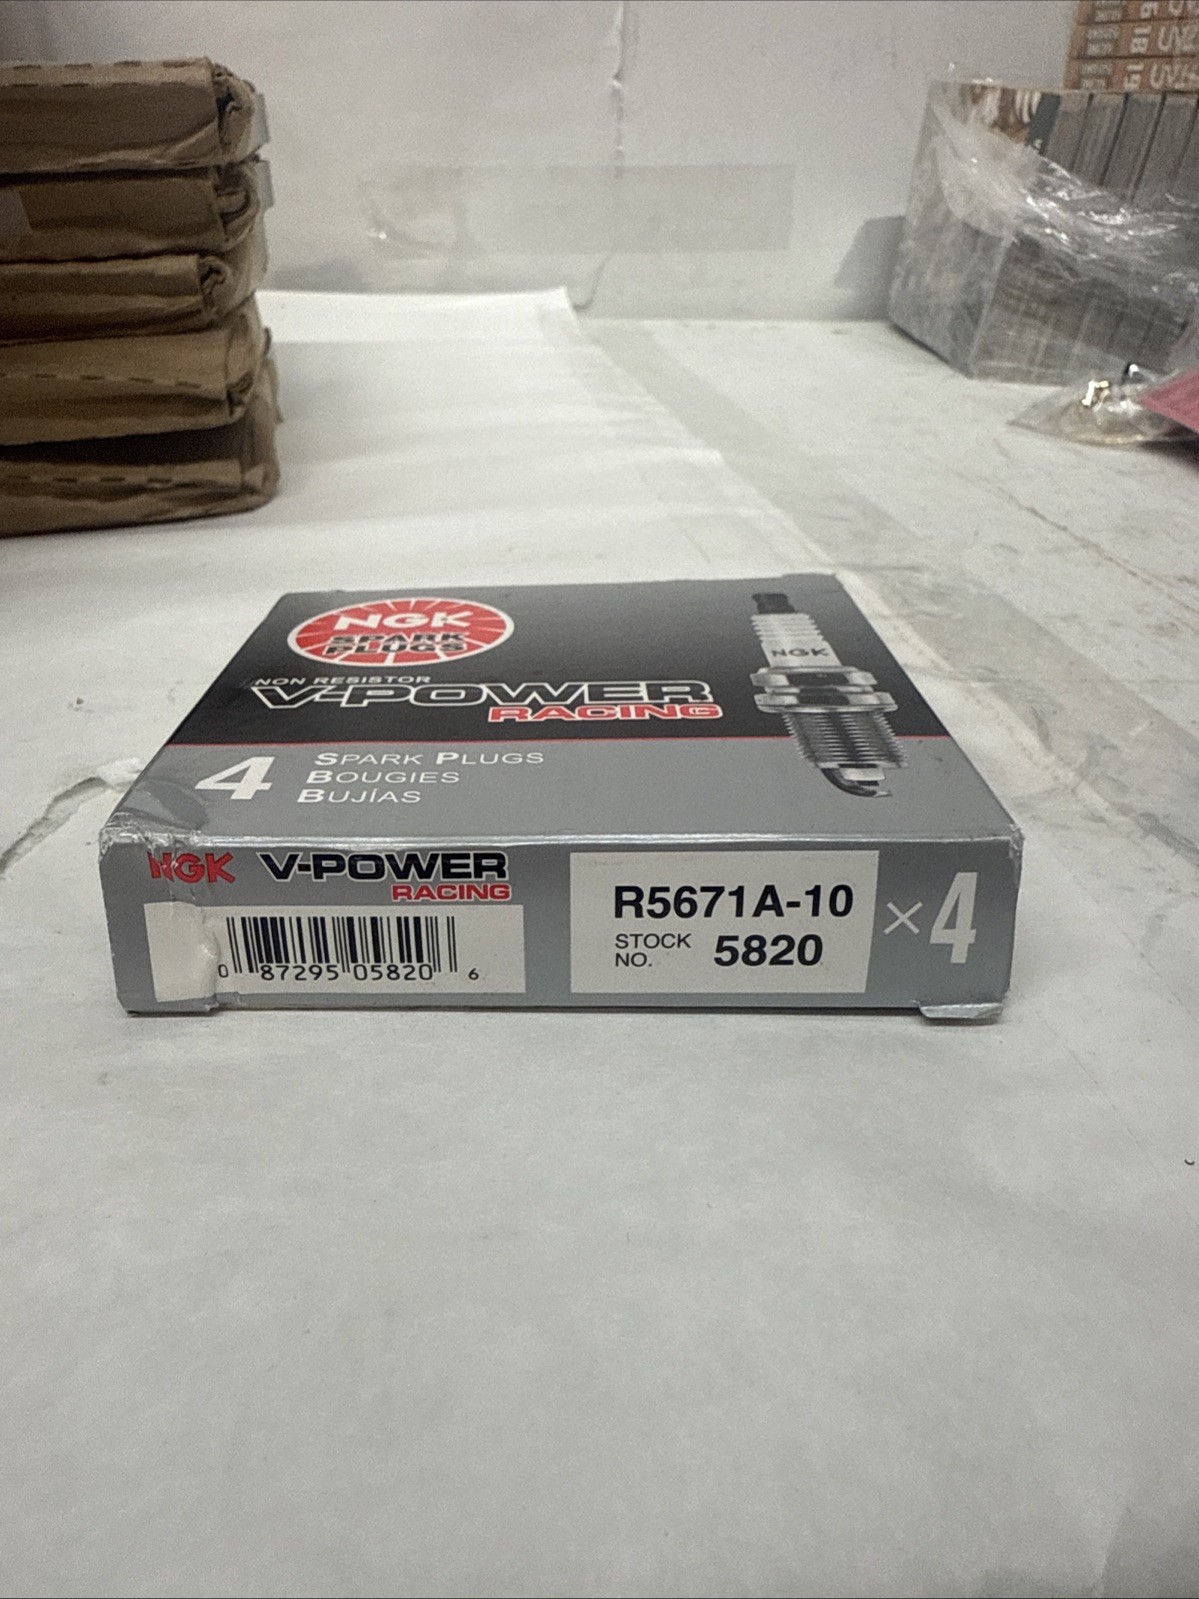 NGK
SPARK
PLUGS
NGK
NON RESISTOR
V-POWER
RACING
4
SPARK PLUGS
BOUGIES
BUJÍAS
NGK V-POWER
RACING
0 87295 05820 6
R5671A-10
STOCK NO. 5820
×4